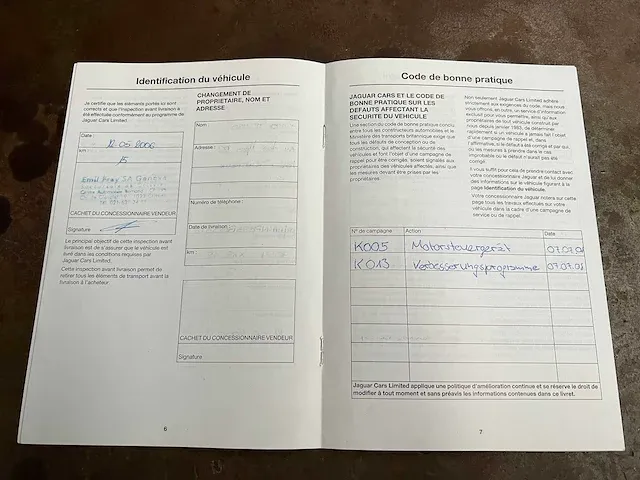 Identification du véhicule
Je certifie que les éléments portés ici sont
corrects et que l'inspection avant livraison a
été effectuée conformément au programme de
Jaguar Cars Limited.
Date :
12.05.2006
km :
15
Emil Frey SA
CACHET DU CONCESSIONNAIRE VENDEUR
Signature
Le principal objectif de cette inspection avant
livraison est de s'assurer que le véhicule est
livré dans les conditions requises par
Jaguar Cars Limited.
Cette inspection avant livraison permet de
retirer tous les éléments de transport avant la
livraison à l'acheteur.
CHANGEMENT DE
PROPRIETAIRE, NOM ET
ADRESSE
Nom :
Adresse :
Numéro de téléphone :
Date de livraison :
km :
CACHET DU CONCESSIONNAIRE VENDEUR
Signature
6
Code de bonne pratique
JAGUAR CARS ET LE CODE DE
BONNE PRATIQUE SUR LES
DEFAUTS AFFECTANT LA
SECURITE DU VEHICULE
Une section du code de bonne pratique conclu
entre tous les constructeurs automobiles et le
Ministère des transports britannique exige que
tous les défauts de conception ou de
construction, qui affectent la sécurité des
véhicules et font l'objet d'une campagne de
rappel pour être corrigés, soient signalés aux
propriétaires des véhicules affectés, ainsi que
les mesures à prendre par ces mêmes
propriétaires.
Non seulement Jaguar Cars Limited adhère
strictement aux exigences du code, mais nous
vous offrons, en outre, un service d'information
exclusif pour vous permettre, ainsi qu'aux
propriétaires de tout véhicule construit par
nous depuis janvier 1983, de déterminer
rapidement si un véhicule a jamais fait l'objet
d'une campagne de rappel et, dans
l'affirmative, si le défaut a été corrigé et par qui,
ou les mesures à prendre dans le cas
improbable où le défaut n'aurait pas été
corrigé.
Il vous suffit pour cela de prendre contact avec
votre concessionnaire Jaguar et de lui donner
des informations sur le véhicule figurant à la
page Identification du véhicule.
Votre concessionnaire Jaguar notera sur cette
page tous les travaux effectués sur votre
véhicule dans le cadre d'une campagne de
service ou de rappel.
N° de campagne Action Date
K005 Motorsteuergerät 07.07.08
K013 Verbesserungsprogramme 07.07.08
Jaguar Cars Limited applique une politique d'amélioration continue et se réserve le droit de
modifier à tout moment et sans préavis les informations contenues dans ce livret.
7